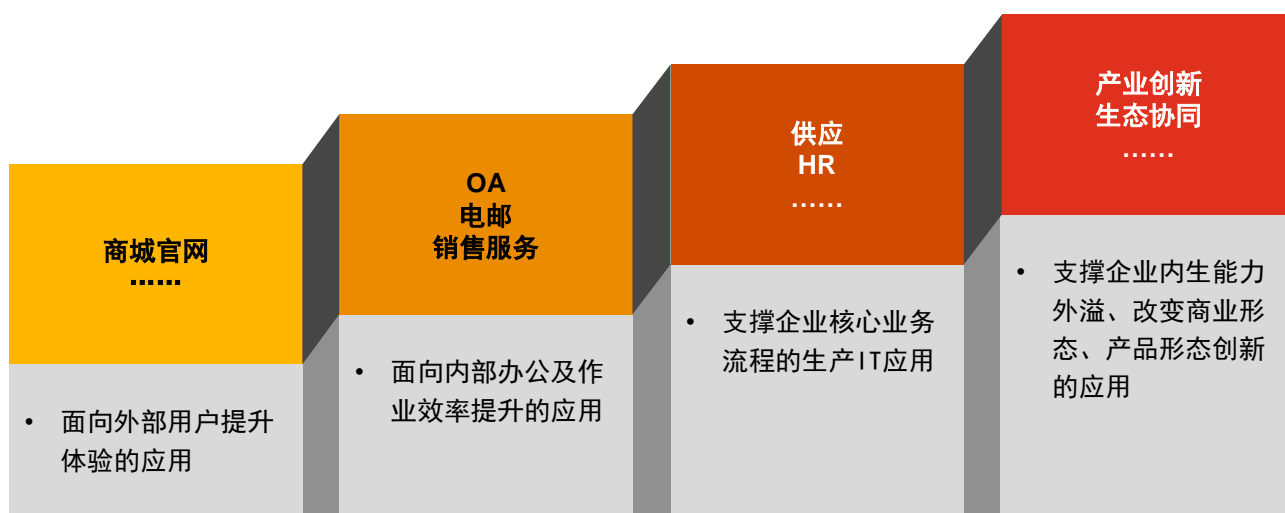 商城官网
……
• 面向外部用户提升
体验的应用
OA
电邮
销售服务
• 面向内部办公及作
业效率提升的应用
供应
HR
……
• 支撑企业核心业务
流程的生产IT应用
产业创新
生态协同
……
• 支撑企业内生能力
外溢、改变商业形
态、产品形态创新
的应用